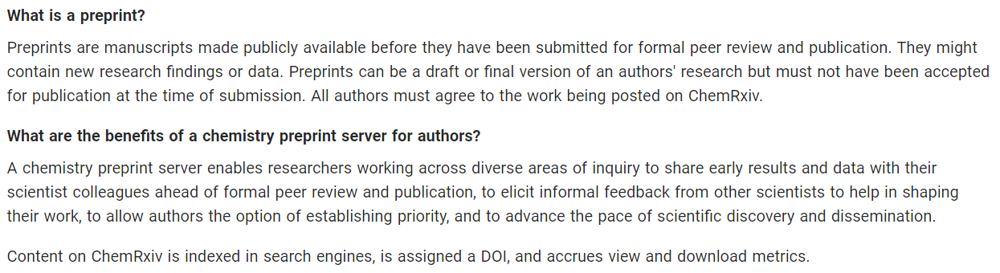 What is a preprint?
Preprints are manuscripts made publicly available before they have been submitted for formal peer review and publication. They might
contain new research findings or data. Preprints can be a draft or final version of an authors' research but must not have been accepted
for publication at the time of submission. All authors must agree to the work being posted on ChemRxiv.
What are the benefits of a chemistry preprint server for authors?
A chemistry preprint server enables researchers working across diverse areas of inquiry to share early results and data with their
scientist colleagues ahead of formal peer review and publication, to elicit informal feedback from other scientists to help in shaping
their work, to allow authors the option of establishing priority, and to advance the pace of scientific discovery and dissemination.
Content on ChemRxiv is indexed in search engines, is assigned a DOI, and accrues view and download metrics.